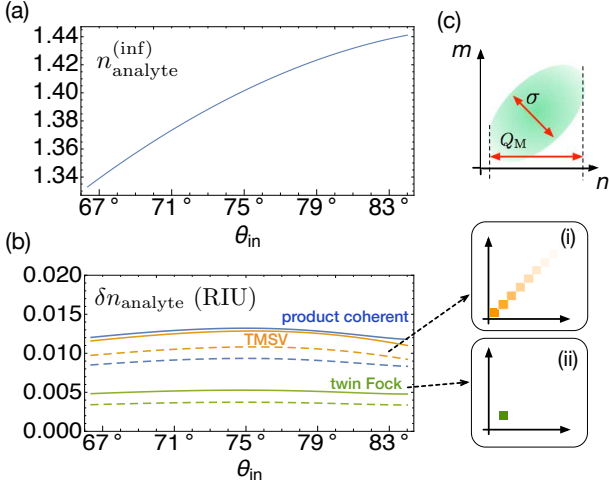 (a)
1.44
1.42
1.40
1.38
1.36
1.34
n_analyte^(inf)
67° 71° 75° 79° 83°
θ_in
(b)
0.020
0.015
0.010
0.005
0.000
δn_analyte (RIU)
product coherent
TMSV
twin Fock
67° 71° 75° 79° 83°
θ_in
(c)
m
σ
Q_M
n
(i)
(ii)